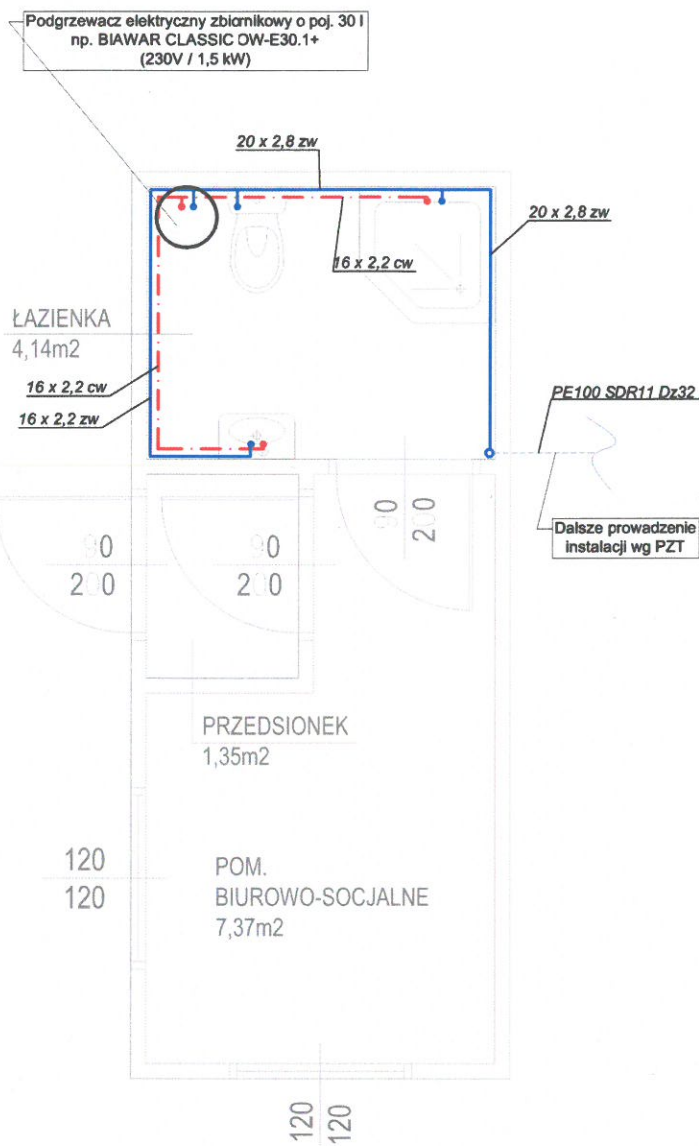 Podgrzewacz elektryczny zbiornikowy o poj. 30 l
np. BIAWAR CLASSIC OW-E30.1+
(230V / 1,5 kW)
20 x 2,8 zw
20 x 2,8 zw
16 x 2,2 cw
ŁAZIENKA
4,14m2
16 x 2,2 cw
16 x 2,2 zw
PE100 SDR11 Dz32
Dalsze prowadzenie
instalacji wg PZT
90
200
90
200
90
200
PRZEDSIONEK
1,35m2
120
120
POM.
BIUROWO-SOCJALNE
7,37m2
120
120